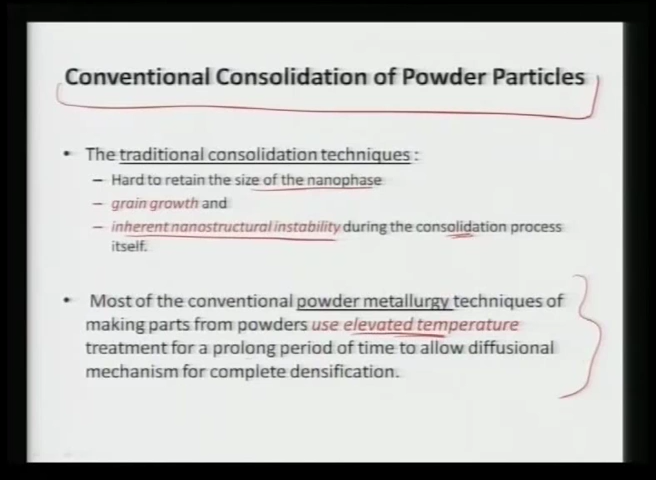 Conventional Consolidation of Powder Particles
• The traditional consolidation techniques :
– Hard to retain the size of the nanophase
– grain growth and
– inherent nanostructural instability during the consolidation process
itself.
• Most of the conventional powder metallurgy techniques of
making parts from powders use elevated temperature
treatment for a prolong period of time to allow diffusional
mechanism for complete densification.